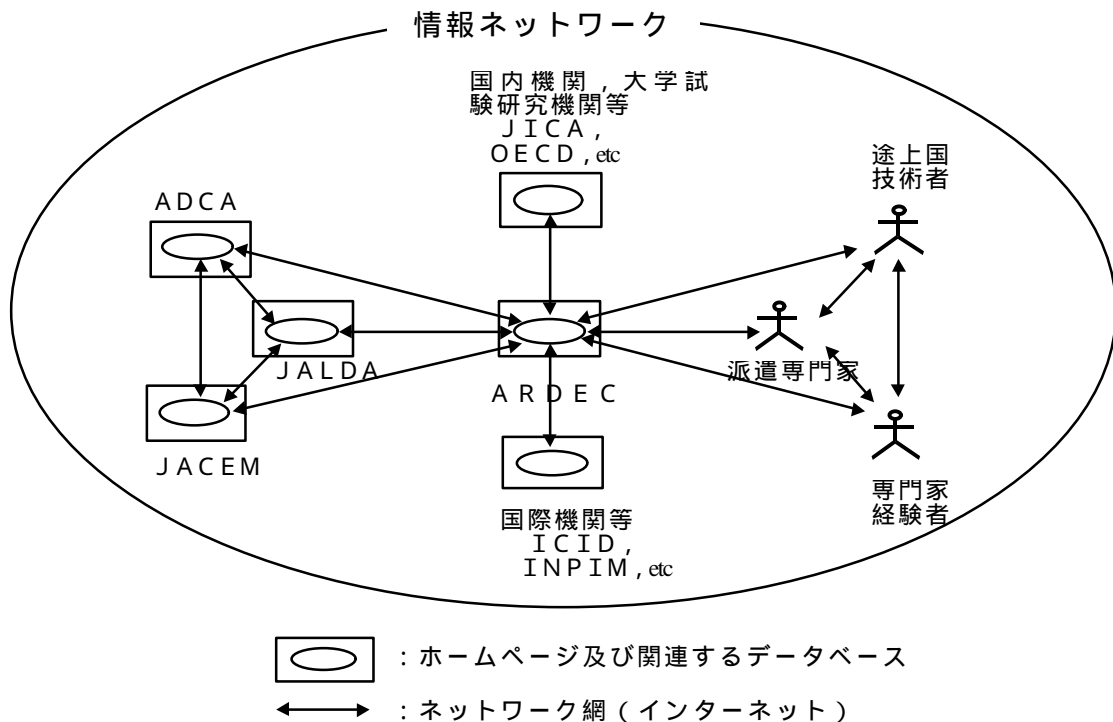 情報ネットワーク
国内機関，大学試
験研究機関等
ＪＩＣＡ，
OECD，etc
途上国
技術者
ADCA
JALDA
ARDEC
派遣専門家
JACEM
国際機関等
ＩＣＩＤ，
ＩＮＰＩＭ，etc
専門家
経験者
：ホームページ及び関連するデータベース
：ネットワーク網（インターネット）